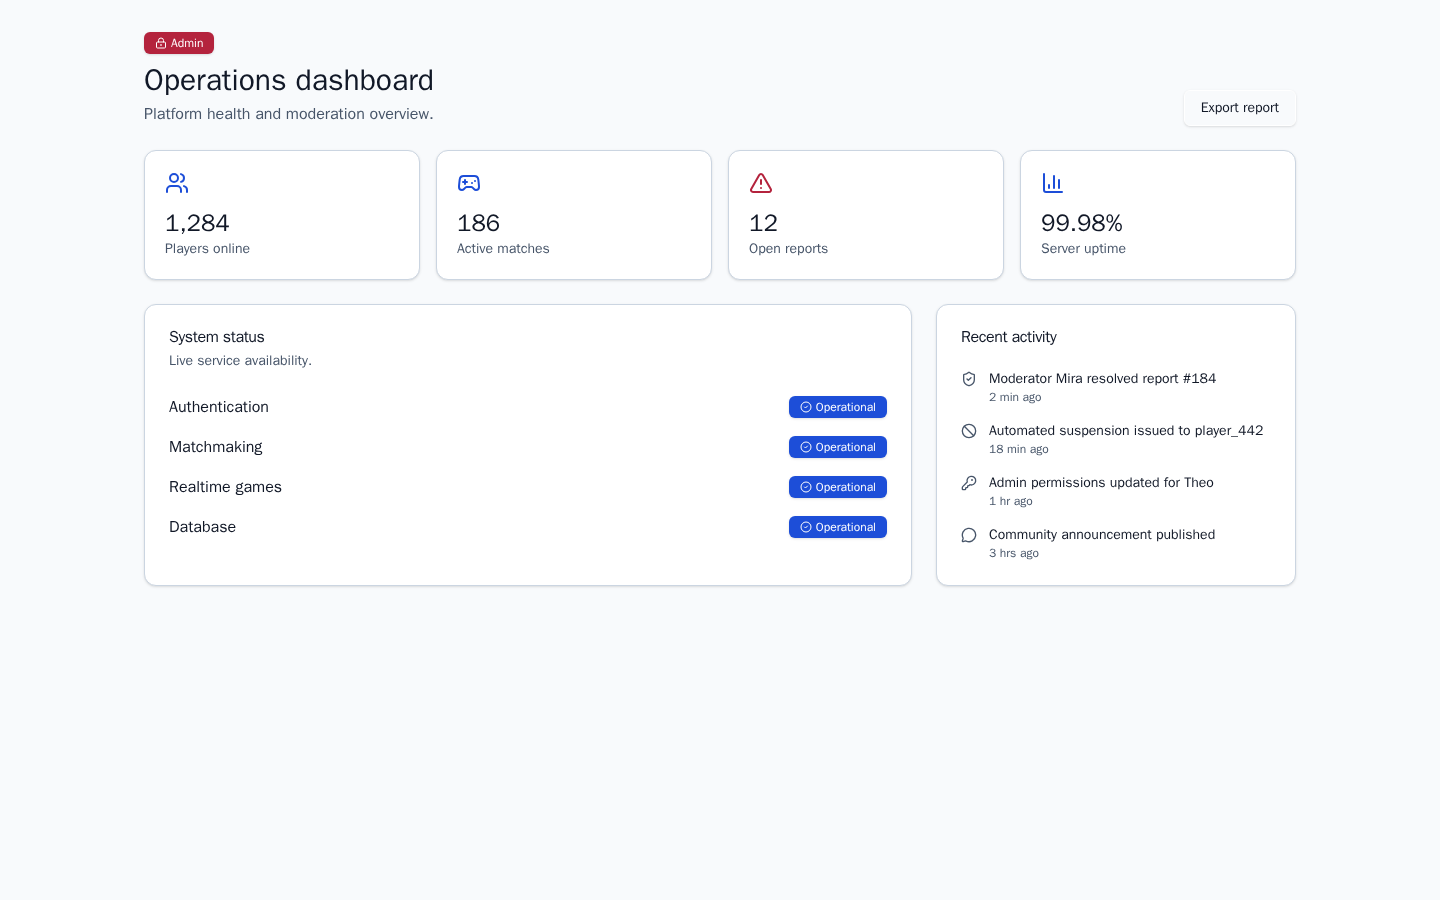 Admin
Operations dashboard
Platform health and moderation overview.
Export report
1,284
Players online
186
Active matches
12
Open reports
99.98%
Server uptime
System status
Live service availability.
Authentication
Operational
Matchmaking
Operational
Realtime games
Operational
Database
Operational
Recent activity
Moderator Mira resolved report #184
2 min ago
Automated suspension issued to player_442
18 min ago
Admin permissions updated for Theo
1 hr ago
Community announcement published
3 hrs ago